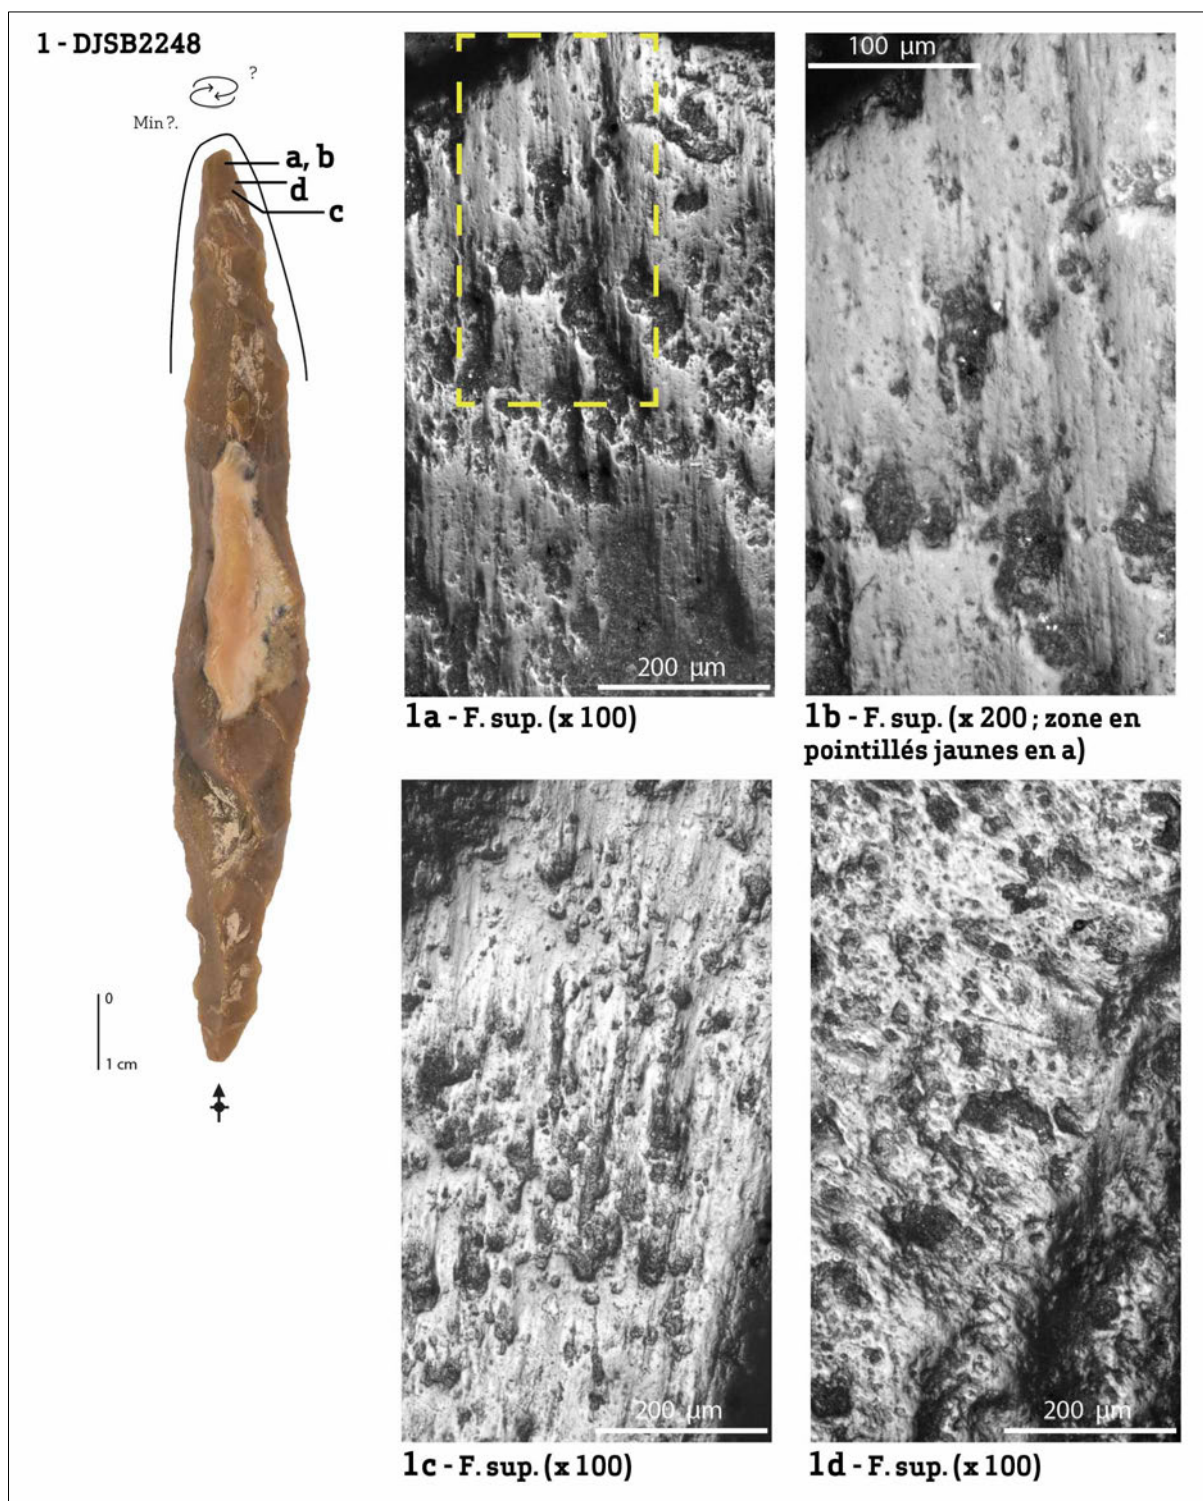 1 - DJSB2248
?
Min ?.
a, b
d
c
0
1 cm
200 µm
1a - F. sup. (x 100)
100 µm
1b - F. sup. (x 200 ; zone en
pointillés jaunes en a)
200 µm
1c - F. sup. (x 100)
200 µm
1d - F. sup. (x 100)